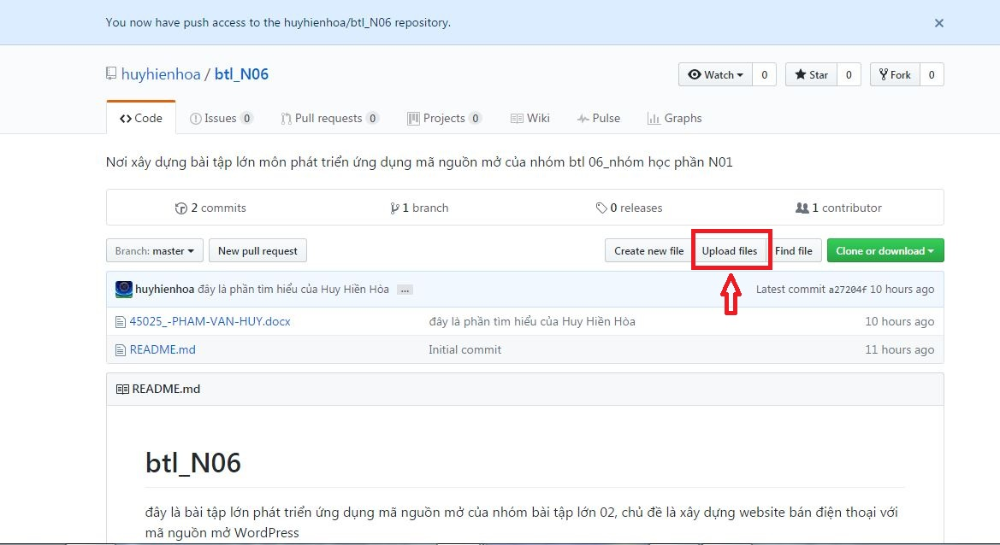 You now have push access to the huyhienhoa/btl_N06 repository. ×
huyhienhoa / btl_N06 Watch 0 Star 0 Fork 0
Code Issues 0 Pull requests 0 Projects 0 Wiki Pulse Graphs
Nơi xây dựng bài tập lớn môn phát triển ứng dụng mã nguồn mở của nhóm btl 06_nhóm học phần N01
2 commits 1 branch 0 releases 1 contributor
Branch: master New pull request Create new file Upload files Find file Clone or download
huyhienhoa đây là phần tìm hiểu của Huy Hiền Hòa ... Latest commit a27204f 10 hours ago
45025_-PHAM-VAN-HUY.docx đây là phần tìm hiểu của Huy Hiền Hòa 10 hours ago
README.md Initial commit 11 hours ago
README.md
btl_N06
đây là bài tập lớn phát triển ứng dụng mã nguồn mở của nhóm bài tập lớn 02, chủ đề là xây dựng website bán điện thoại với
mã nguồn mở WordPress